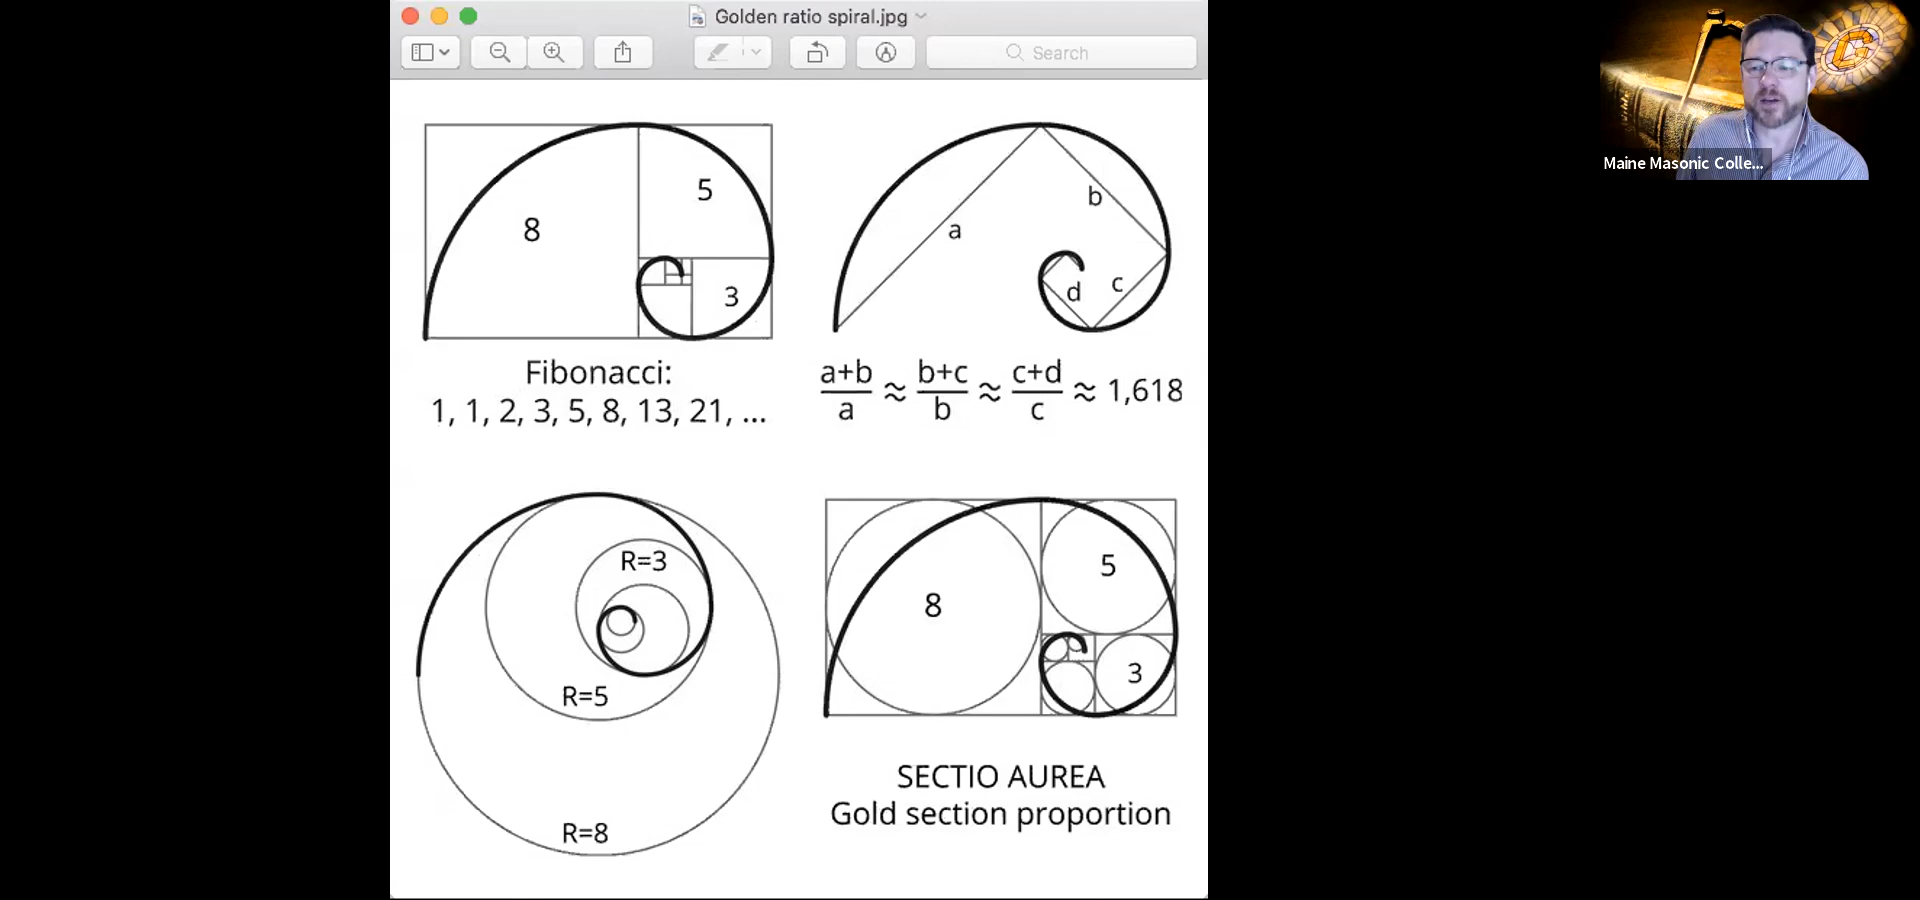 Golden ratio spiral.jpg
Search
8
5
3
Fibonacci:
1, 1, 2, 3, 5, 8, 13, 21, ...
a
b
c
d
a+b/a ≈ b+c/b ≈ c+d/c ≈ 1,618
R=3
R=5
R=8
8
5
3
SECTIO AUREA
Gold section proportion
G
Maine Masonic Colle...